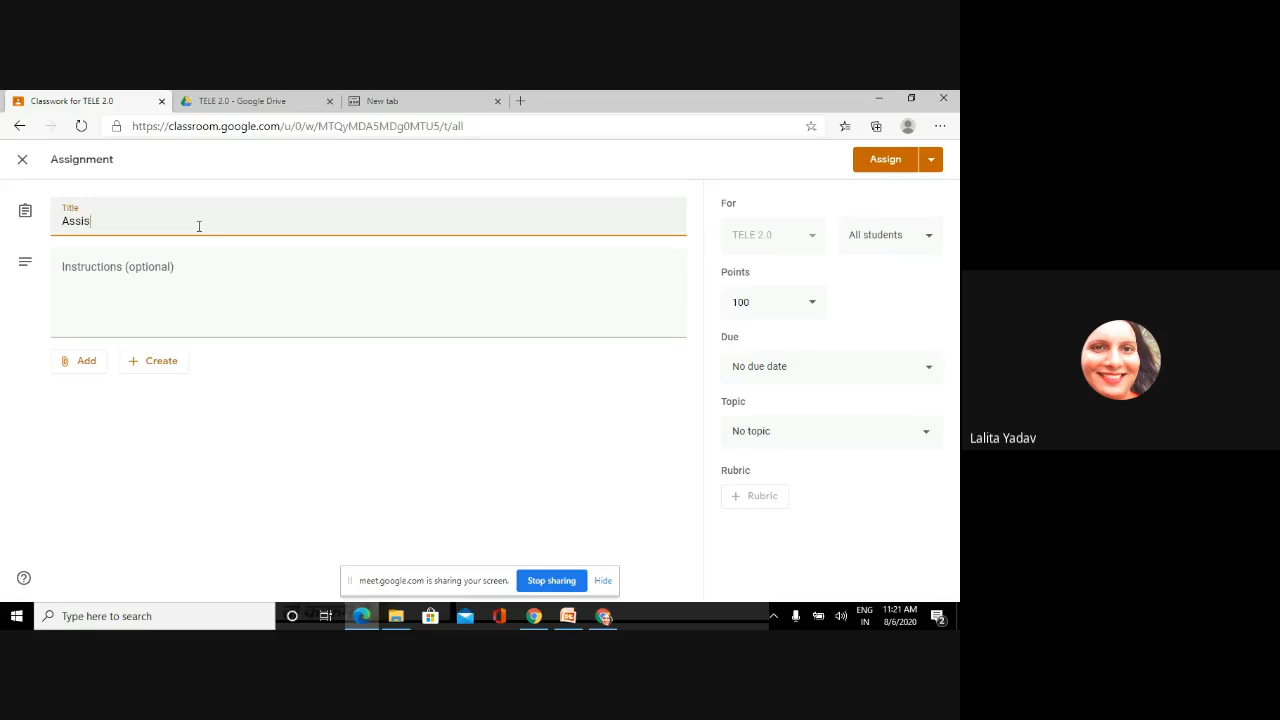 Classwork for TELE 2.0
TELE 2.0 - Google Drive
New tab
https://classroom.google.com/u/0/w/MTQyMDA5MDg0MTU5/t/all
Assignment
Assign
Title
Assis
Instructions (optional)
Add
Create
For
TELE 2.0
All students
Points
100
Due
No due date
Topic
No topic
Rubric
Rubric
Lalita Yadav
meet.google.com is sharing your screen.
Stop sharing
Hide
Type here to search
ENG
IN
11:21 AM
8/6/2020
2